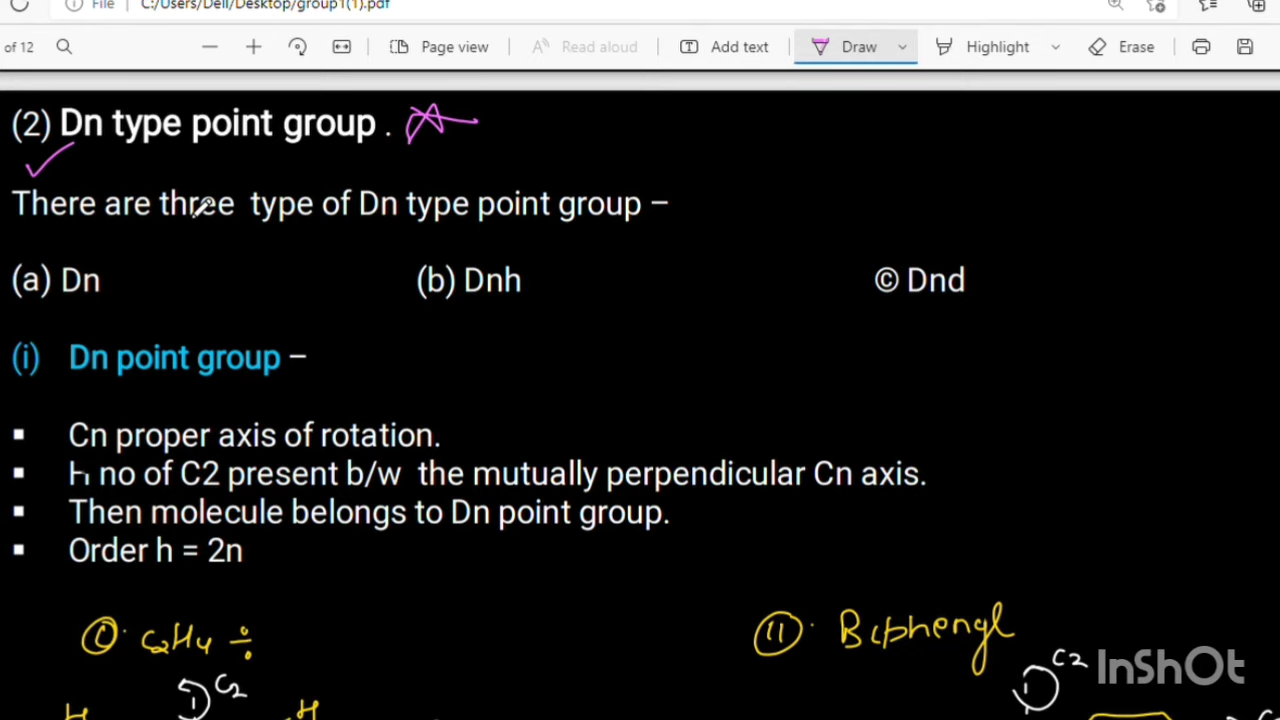 File C:/Users/Dell/Desktop/group1(1).pdf
of 12 Page view Read aloud Add text Draw Highlight Erase
(2) Dn type point group .
There are three type of Dn type point group –
(a) Dn (b) Dnh © Dnd
(i) Dn point group –
▪ Cn proper axis of rotation.
▪ no of C2 present b/w the mutually perpendicular Cn axis.
▪ Then molecule belongs to Dn point group.
▪ Order h = 2n
① C2H4 ÷ ⑪ Biphenyl
C2 C2 InShOt
H H